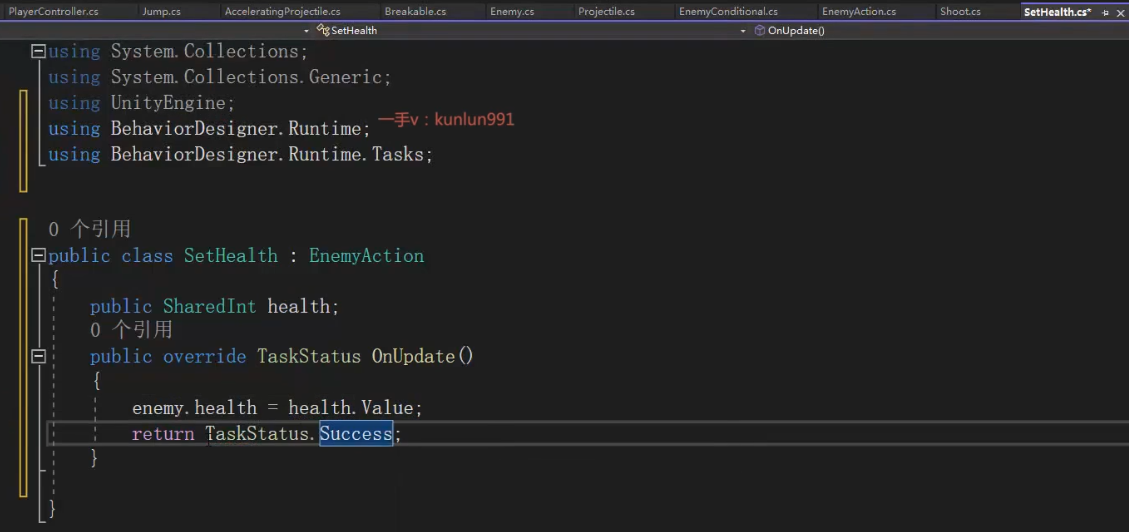 PlayerController.cs Jump.cs AcceleratingProjectile.cs Breakable.cs Enemy.cs Projectile.cs EnemyConditional.cs EnemyAction.cs Shoot.cs SetHealth.cs*
SetHealth OnUpdate()
using System.Collections;
using System.Collections.Generic;
using UnityEngine;
using BehaviorDesigner.Runtime; 一手v：kunlun991
using BehaviorDesigner.Runtime.Tasks;
0 个引用
public class SetHealth : EnemyAction
{
public SharedInt health;
0 个引用
public override TaskStatus OnUpdate()
{
enemy.health = health.Value;
return TaskStatus.Success;
}
}